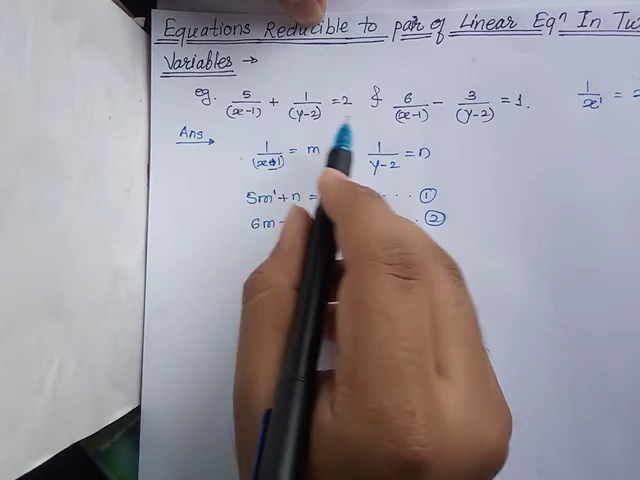 Equations Reducible to pair of Linear Eqn In Two
Variables →
eg. 5/(x-1) + 1/(y-2) = 2 & 6/(x-1) - 3/(y-2) = 1. 1/x =
Ans → 1/(x-1) = m 1/y-2 = n
5m + n = . . ①
6m - . ②